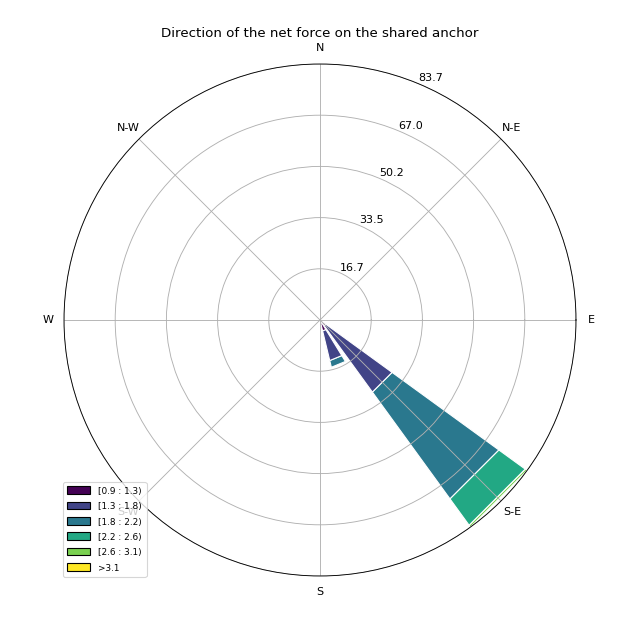 Direction of the net force on the shared anchor
N
83.7
N-W
67.0
N-E
50.2
33.5
16.7
W
E
[0.9 : 1.3)
[1.3 : 1.8)
S-W
[1.8 : 2.2)
S-E
[2.2 : 2.6)
[2.6 : 3.1)
>3.1
S